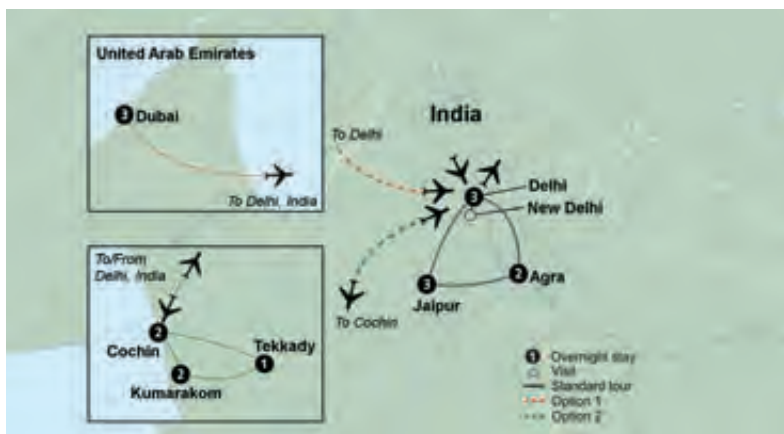 United Arab Emirates
3 Dubai
To Delhi, India
To Delhi
India
3
Delhi
New Delhi
2 Agra
3
Jaipur
To Cochin
To/From
Delhi, India
2
Cochin
Tekkady
1
2
Kumarakom
1 Overnight stay
Visit
Standard tour
Option 1
Option 2